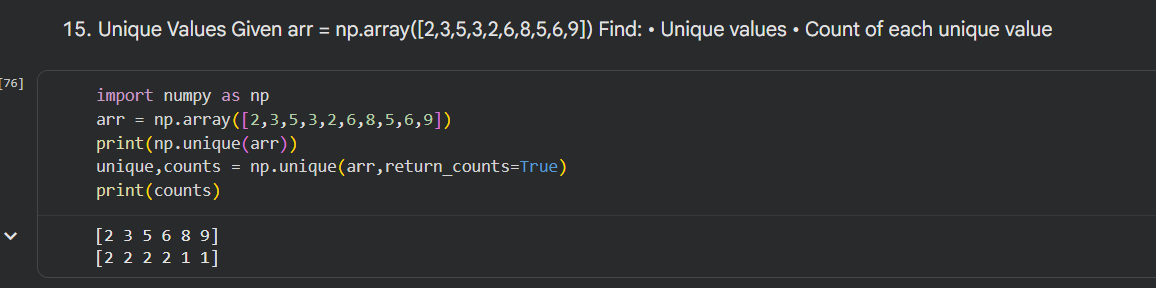 15. Unique Values Given arr = np.array([2,3,5,3,2,6,8,5,6,9]) Find: • Unique values • Count of each unique value
[76]
import numpy as np
arr = np.array([2,3,5,3,2,6,8,5,6,9])
print(np.unique(arr))
unique,counts = np.unique(arr,return_counts=True)
print(counts)
[2 3 5 6 8 9]
[2 2 2 2 1 1]